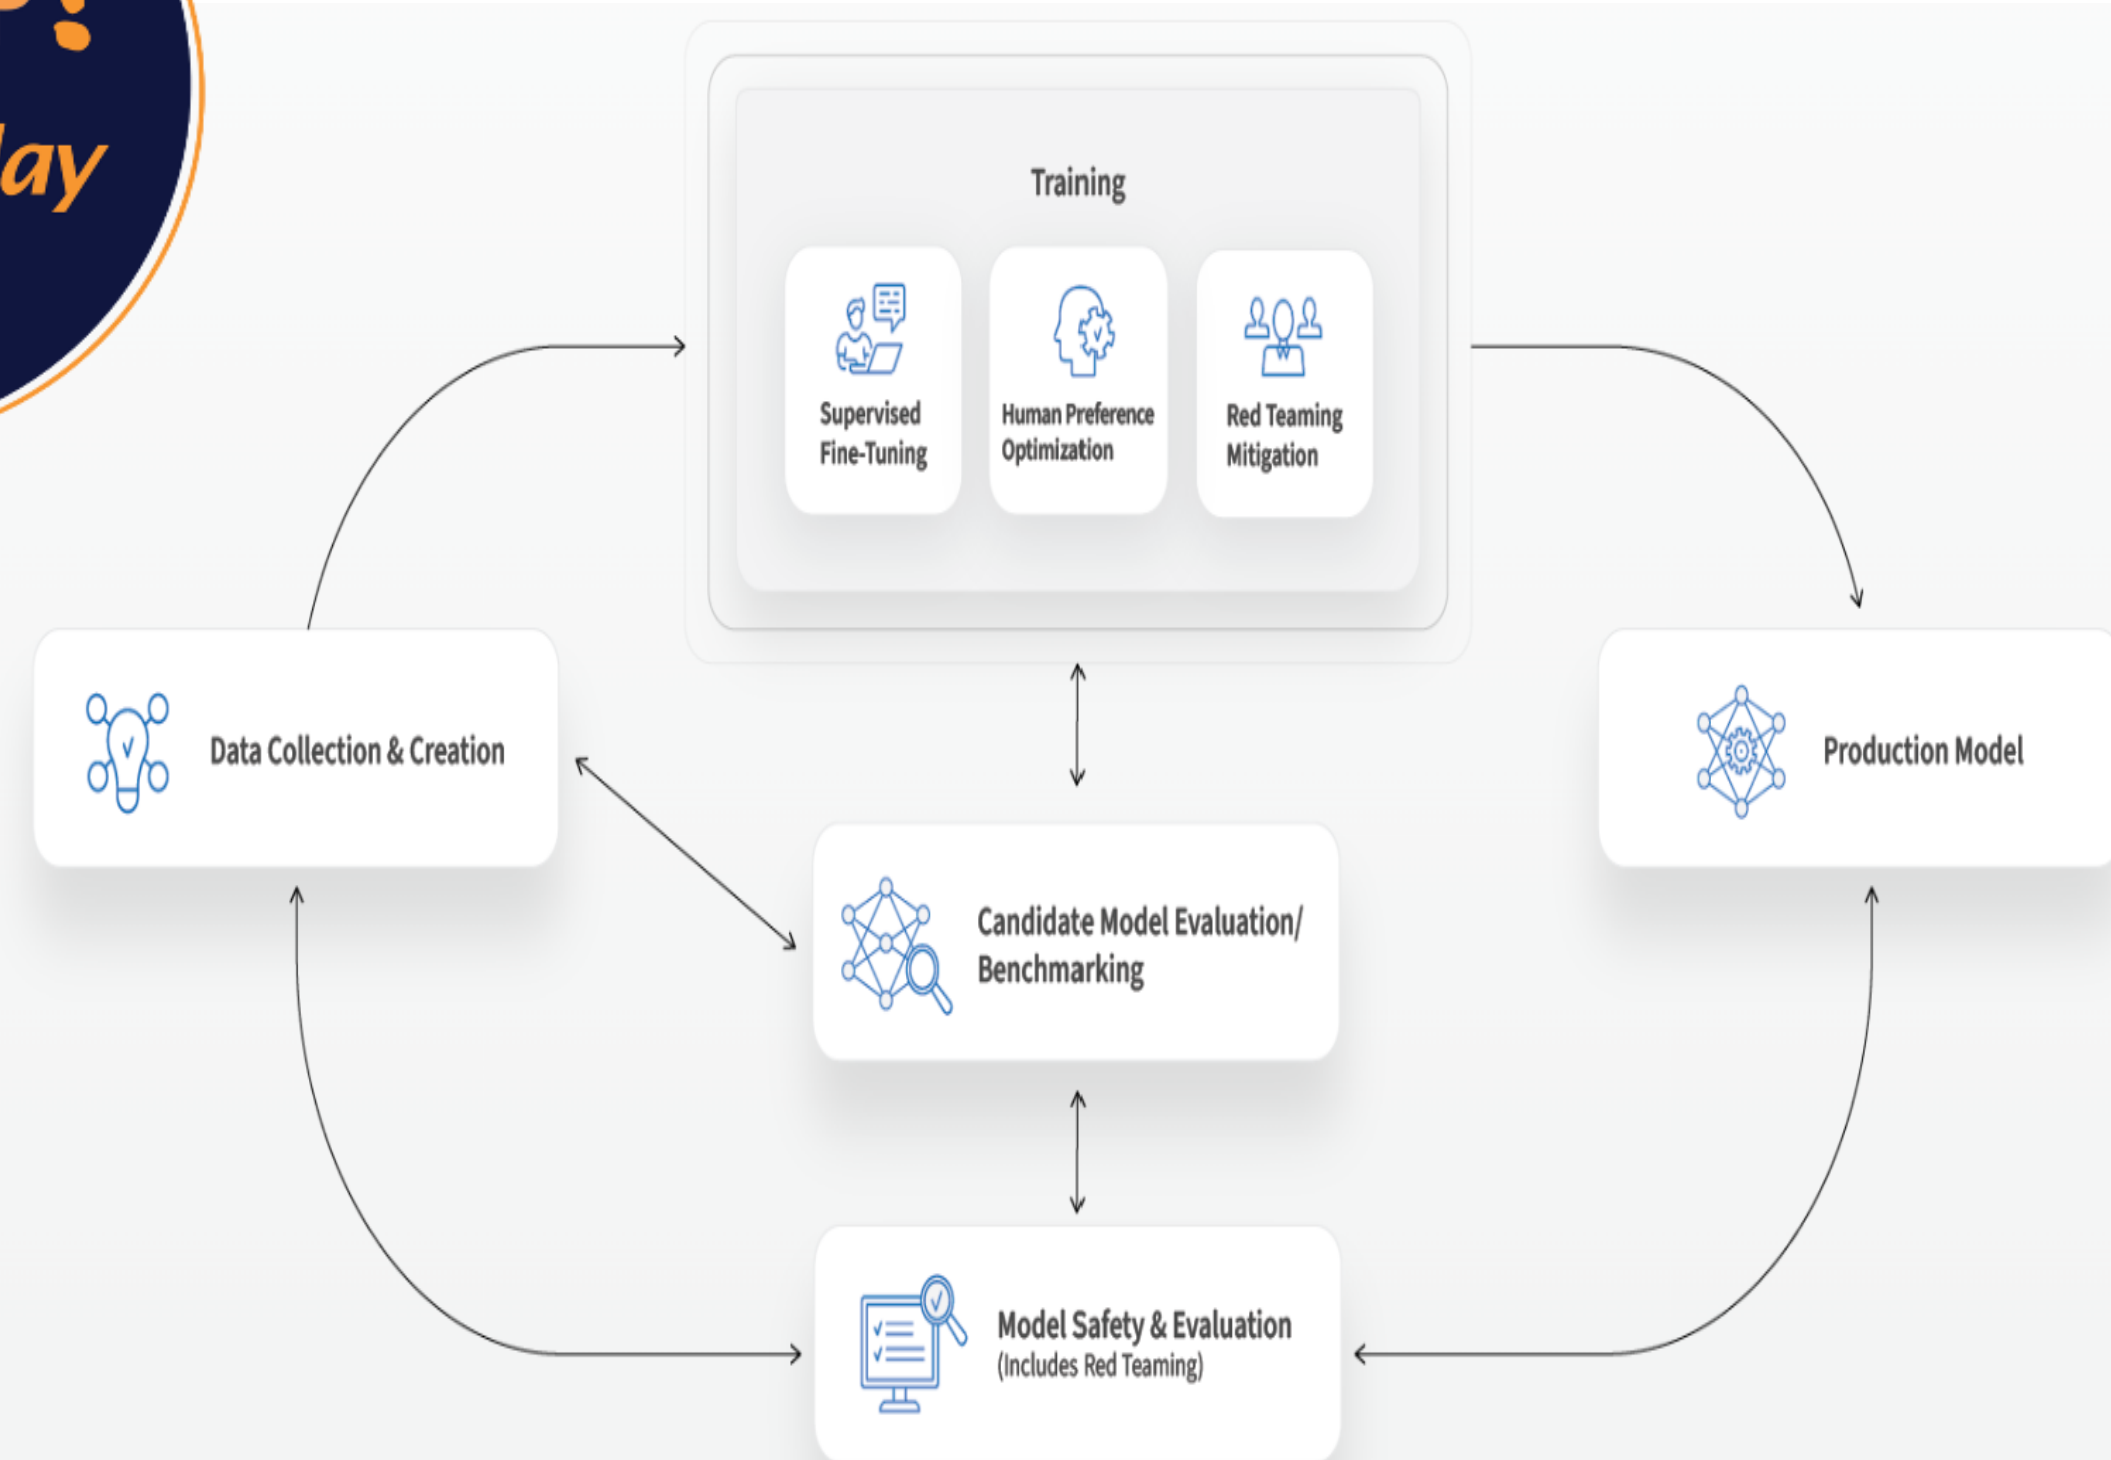 Training
Supervised
Fine-Tuning
Human Preference
Optimization
Red Teaming
Mitigation
Data Collection & Creation
Production Model
Candidate Model Evaluation/
Benchmarking
Model Safety & Evaluation
(Includes Red Teaming)